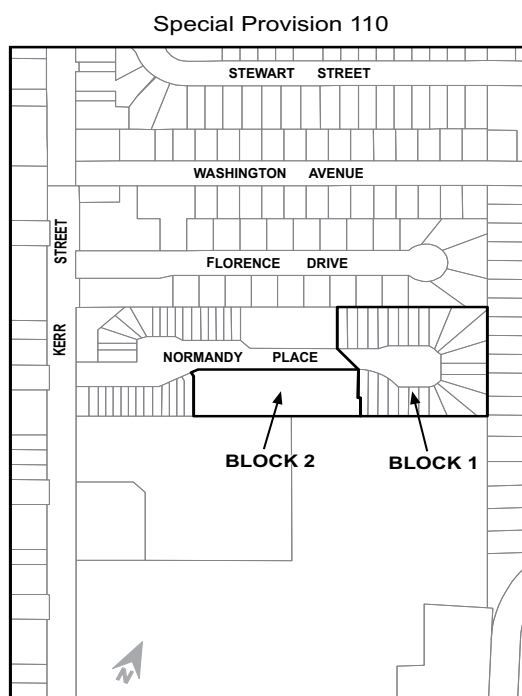 Special Provision 110
STEWART STREET
WASHINGTON AVENUE
FLORENCE DRIVE
KERR STREET
NORMANDY PLACE
BLOCK 2
BLOCK 1
N